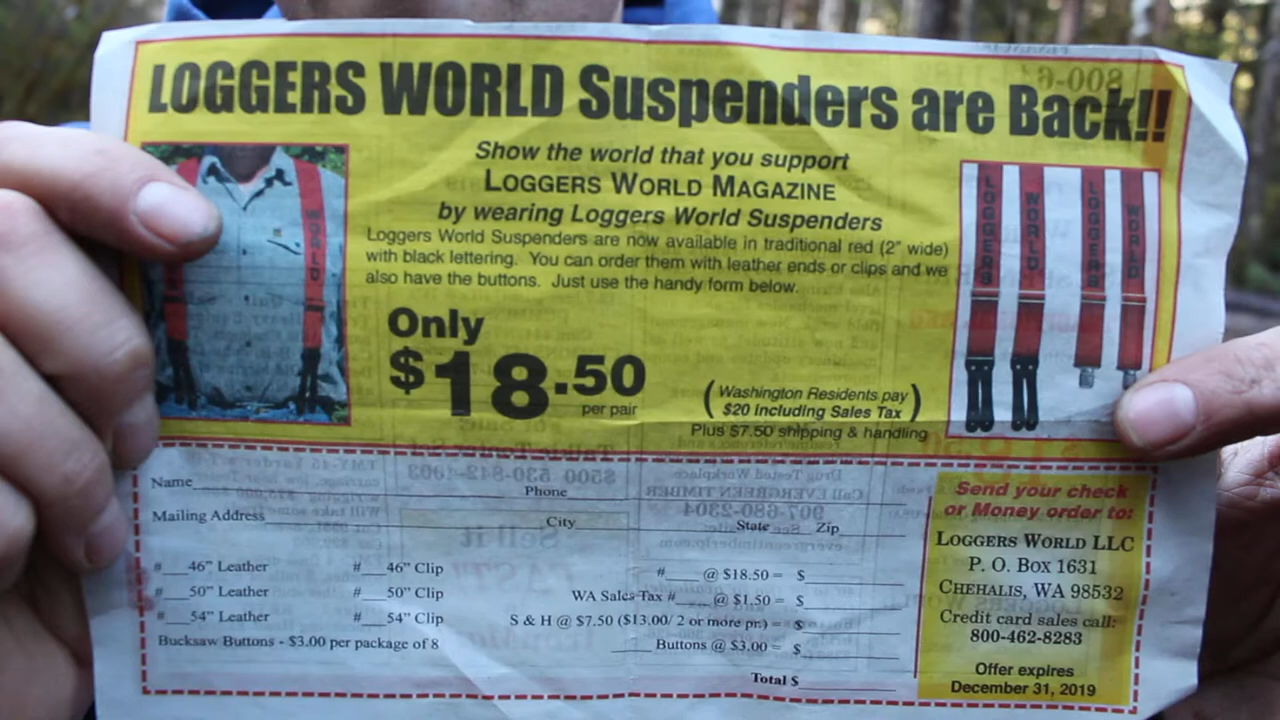 LOGGERS WORLD Suspenders are Back!!
Show the world that you support
LOGGERS WORLD MAGAZINE
by wearing Loggers World Suspenders
Loggers World Suspenders are now available in traditional red (2" wide)
with black lettering. You can order them with leather ends or clips and we
also have the buttons. Just use the handy form below.
WORLD
LOGGERS WORLD LOGGERS WORLD
Only
$18.50
per pair
(Washington Residents pay
$20 Including Sales Tax)
Plus $7.50 shipping & handling
Name Phone
Mailing Address City State Zip
#___46" Leather #___46" Clip
#___50" Leather #___50" Clip
#___54" Leather #___54" Clip
Bucksaw Buttons - $3.00 per package of 8
#____ @ $18.50 = $
WA Sales Tax #____ @ $1.50 = $
S & H @ $7.50 ($13.00/ 2 or more pr.) = $
____ Buttons @ $3.00 = $
Total $
Send your check
or Money order to:
LOGGERS WORLD LLC
P. O. BOX 1631
CHEHALIS, WA 98532
Credit card sales call:
800-462-8283
Offer expires
December 31, 2019